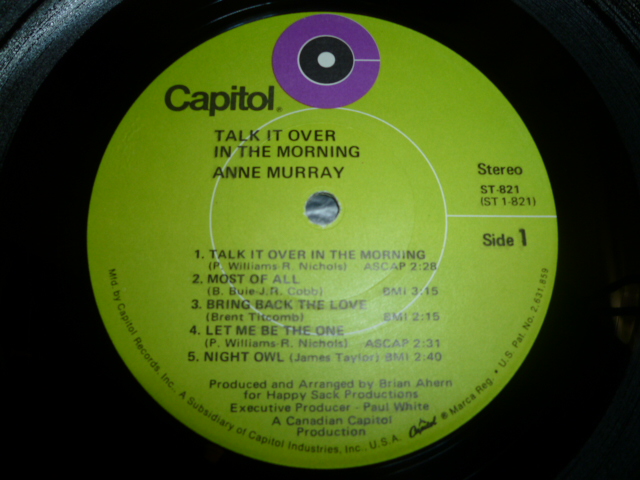 Capitol®
TALK IT OVER
IN THE MORNING
ANNE MURRAY
Stereo
ST-821
(ST 1-821)
Side 1
1. TALK IT OVER IN THE MORNING
(P. Williams-R. Nichols) ASCAP 2:28
2. MOST OF ALL
(B. Buie-J.R. Cobb) BMI 3:15
3. BRING BACK THE LOVE
(Brent Titcomb) BMI 2:15
4. LET ME BE THE ONE
(P. Williams-R. Nichols) ASCAP 2:31
5. NIGHT OWL (James Taylor) BMI 2:40
Produced and Arranged by Brian Ahern
for Happy Sack Productions
Executive Producer - Paul White
A Canadian Capitol
Production
Mfd. by Capitol Records, Inc., A Subsidiary of Capitol Industries, Inc., U.S.A. Capitol ® Marca Reg. • U.S. Pat. No. 2,631,859